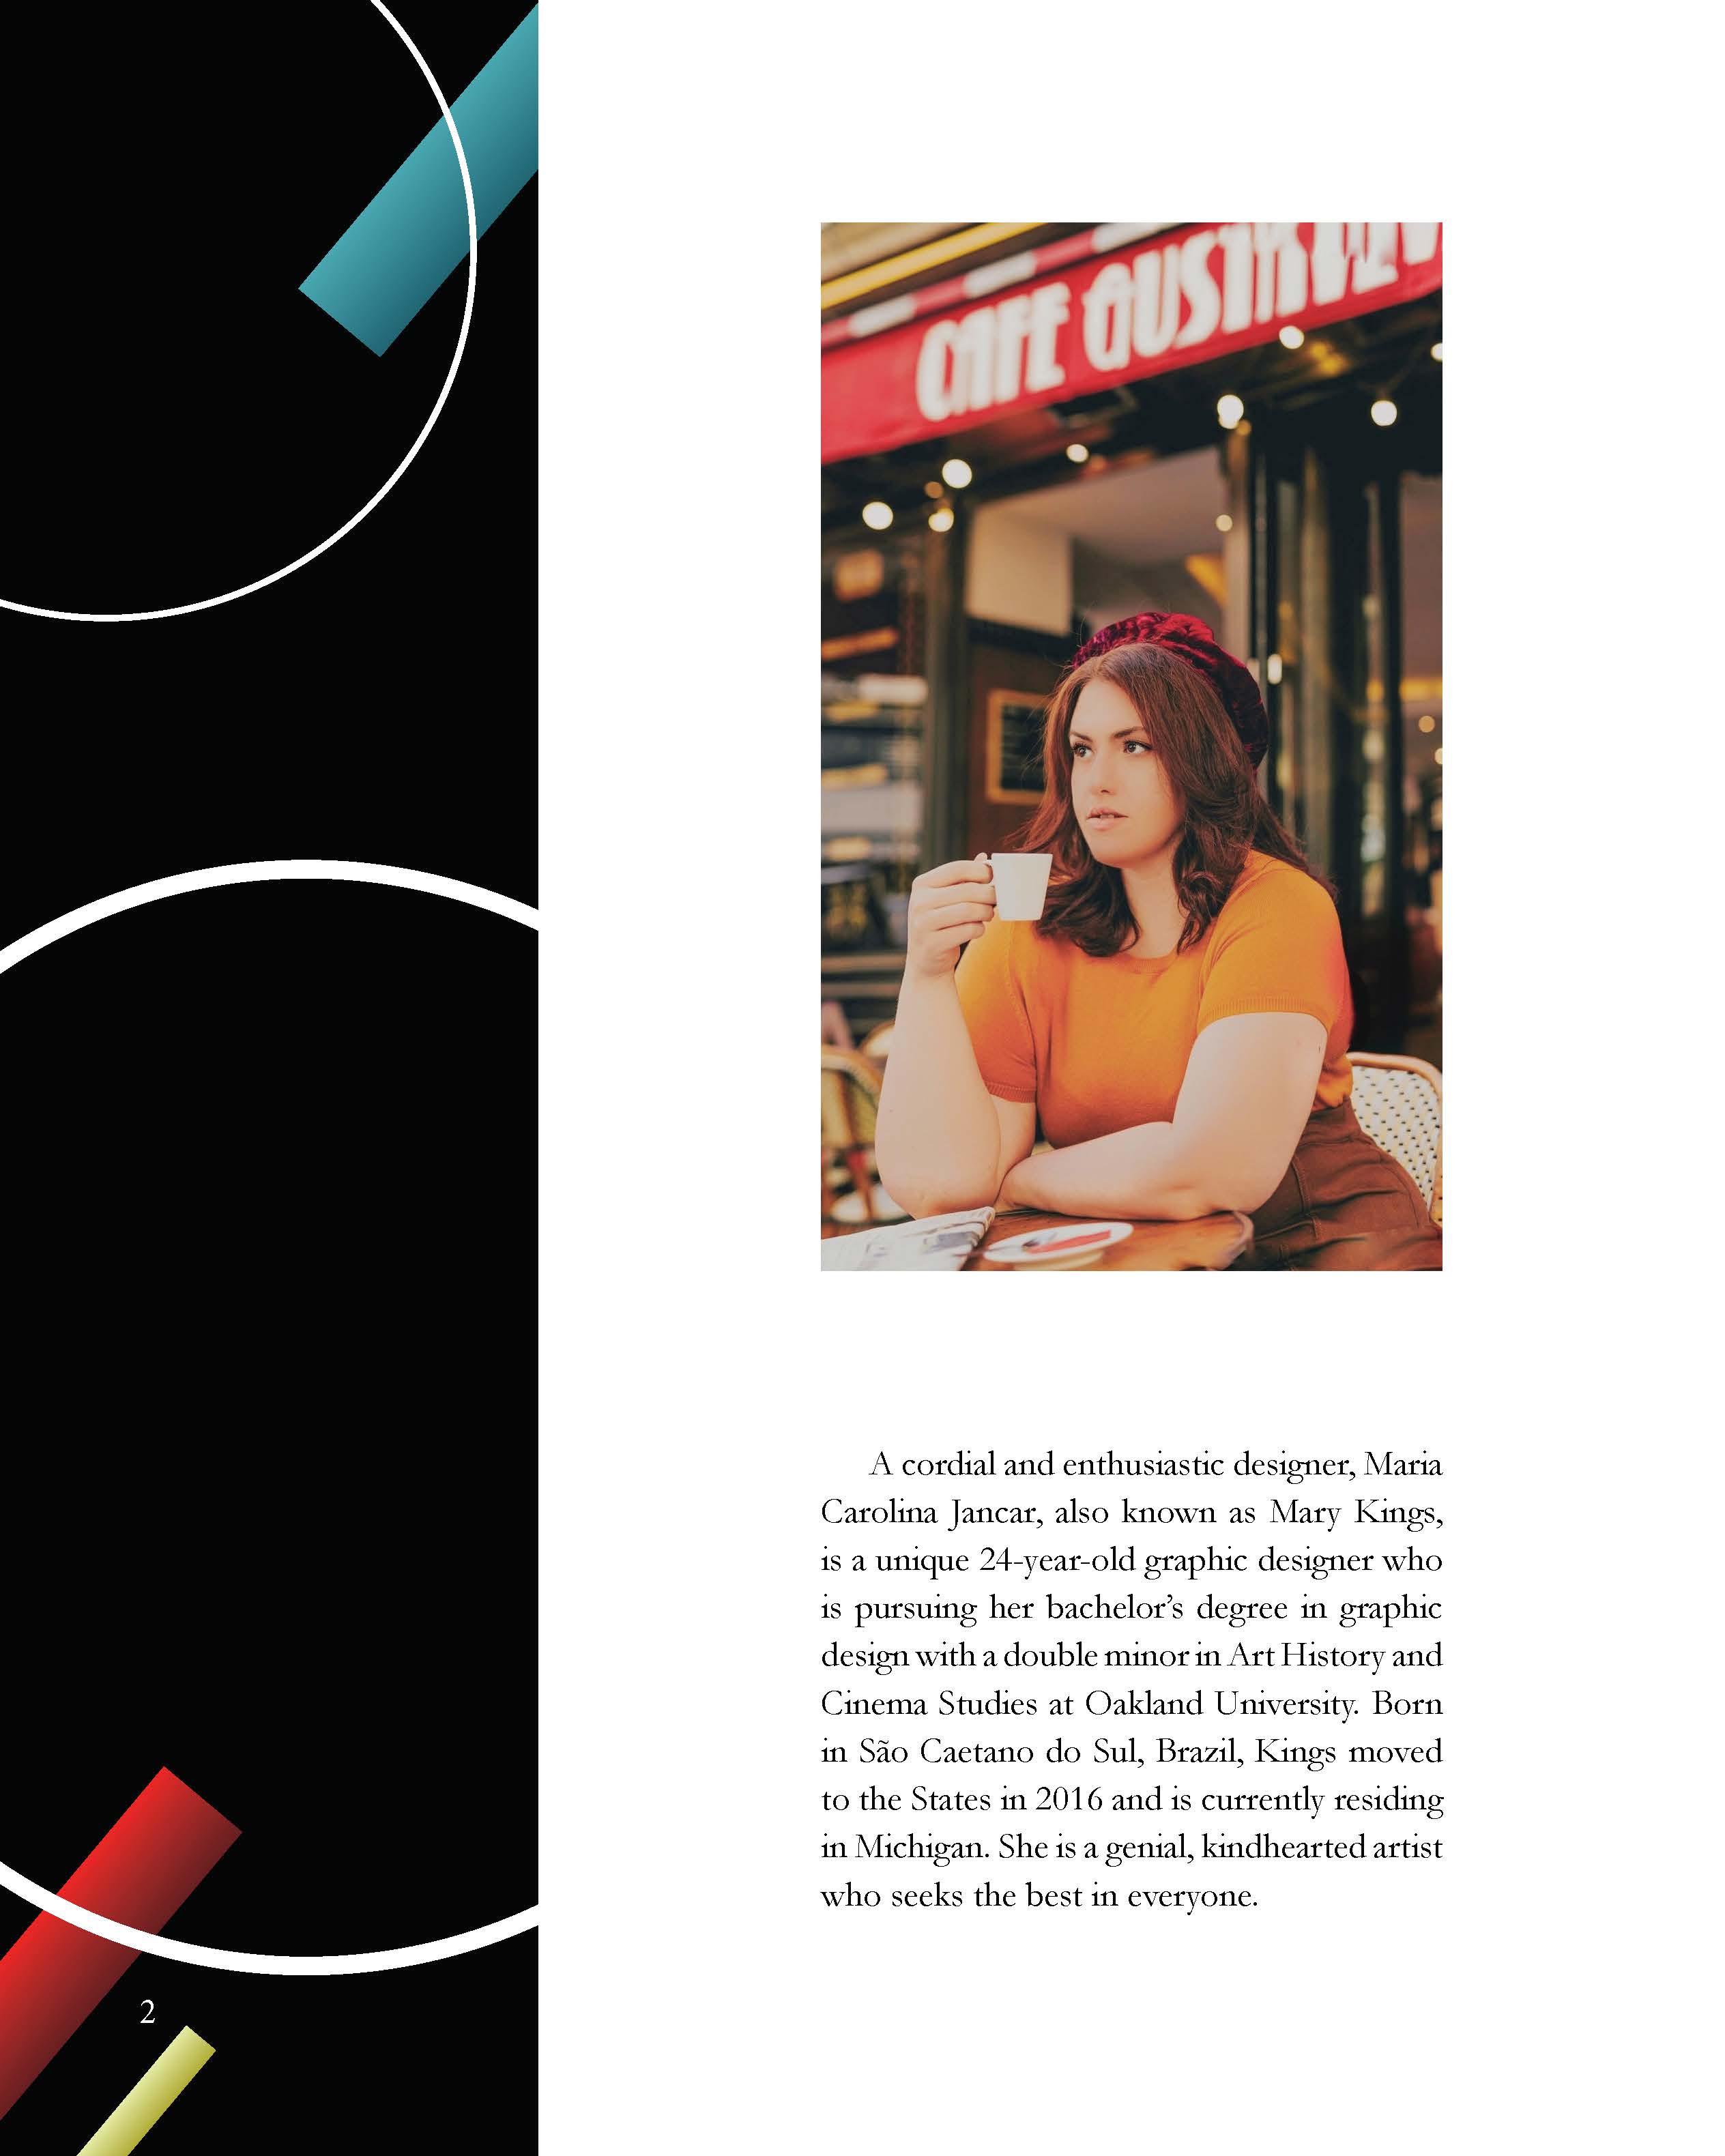 CAFE GUSTAVE
A cordial and enthusiastic designer, Maria
Carolina Jancar, also known as Mary Kings,
is a unique 24-year-old graphic designer who
is pursuing her bachelor’s degree in graphic
design with a double minor in Art History and
Cinema Studies at Oakland University. Born
in São Caetano do Sul, Brazil, Kings moved
to the States in 2016 and is currently residing
in Michigan. She is a genial, kindhearted artist
who seeks the best in everyone.
2